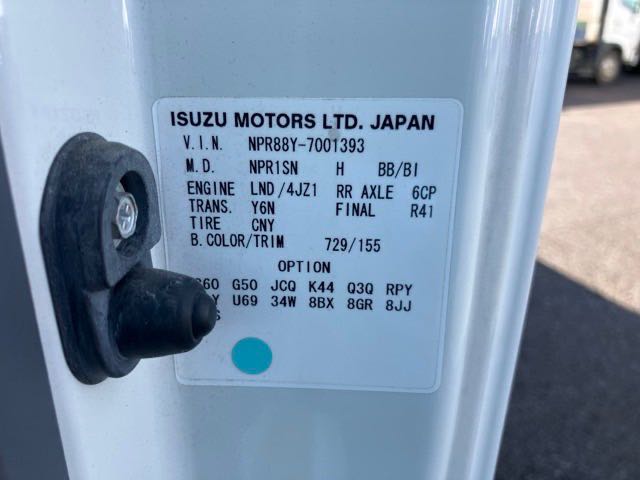 ISUZU MOTORS LTD. JAPAN
V.I.N. NPR88Y-7001393
M.D. NPR1SN H BB/BI
ENGINE LND/4JZ1 RR AXLE 6CP
TRANS. Y6N FINAL R41
TIRE CNY
B.COLOR/TRIM 729/155
OPTION
G50 JCQ K44 Q3Q RPY
U69 34W 8BX 8GR 8JJ